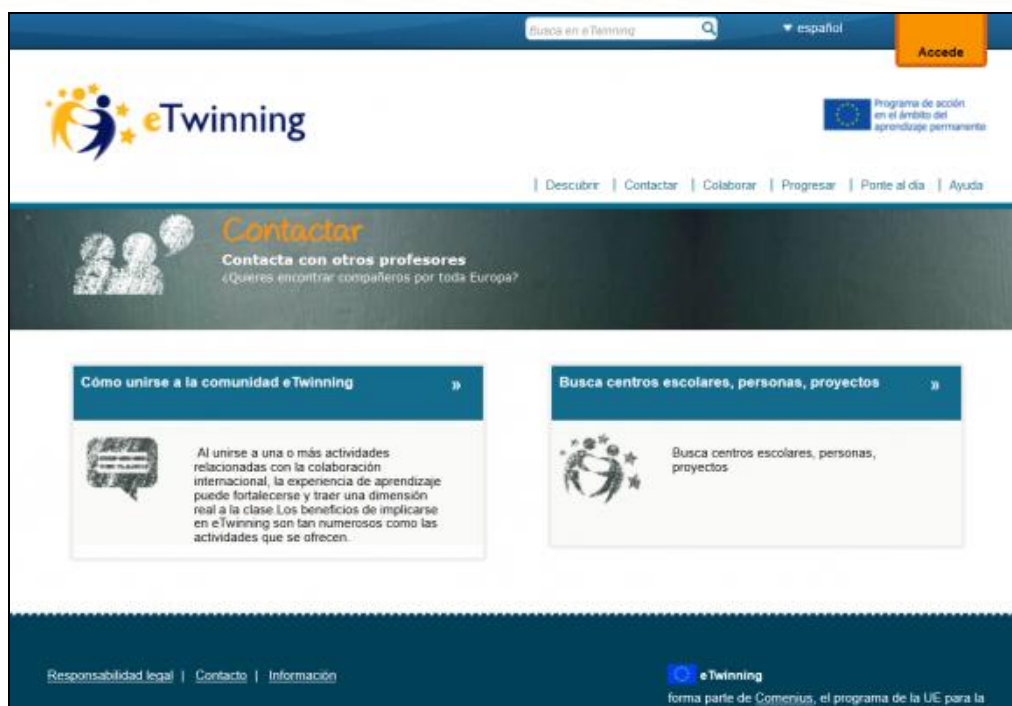 Busca en eTwinning
español
Accede
eTwinning
Programa de acción
en el ámbito del
aprendizaje permanente
| Descubrir | Contactar | Colaborar | Progresar | Ponte al día | Ayuda
Contactar
Contacta con otros profesores
¿Quieres encontrar compañeros por toda Europa?
Cómo unirse a la comunidad eTwinning »
Al unirse a una o más actividades
relacionadas con la colaboración
internacional, la experiencia de aprendizaje
puede fortalecerse y traer una dimensión
real a la clase.Los beneficios de implicarse
en eTwinning son tan numerosos como las
actividades que se ofrecen.
Busca centros escolares, personas, proyectos »
Busca centros escolares, personas,
proyectos
Responsabilidad legal | Contacto | Información
eTwinning
forma parte de Comenius, el programa de la UE para la